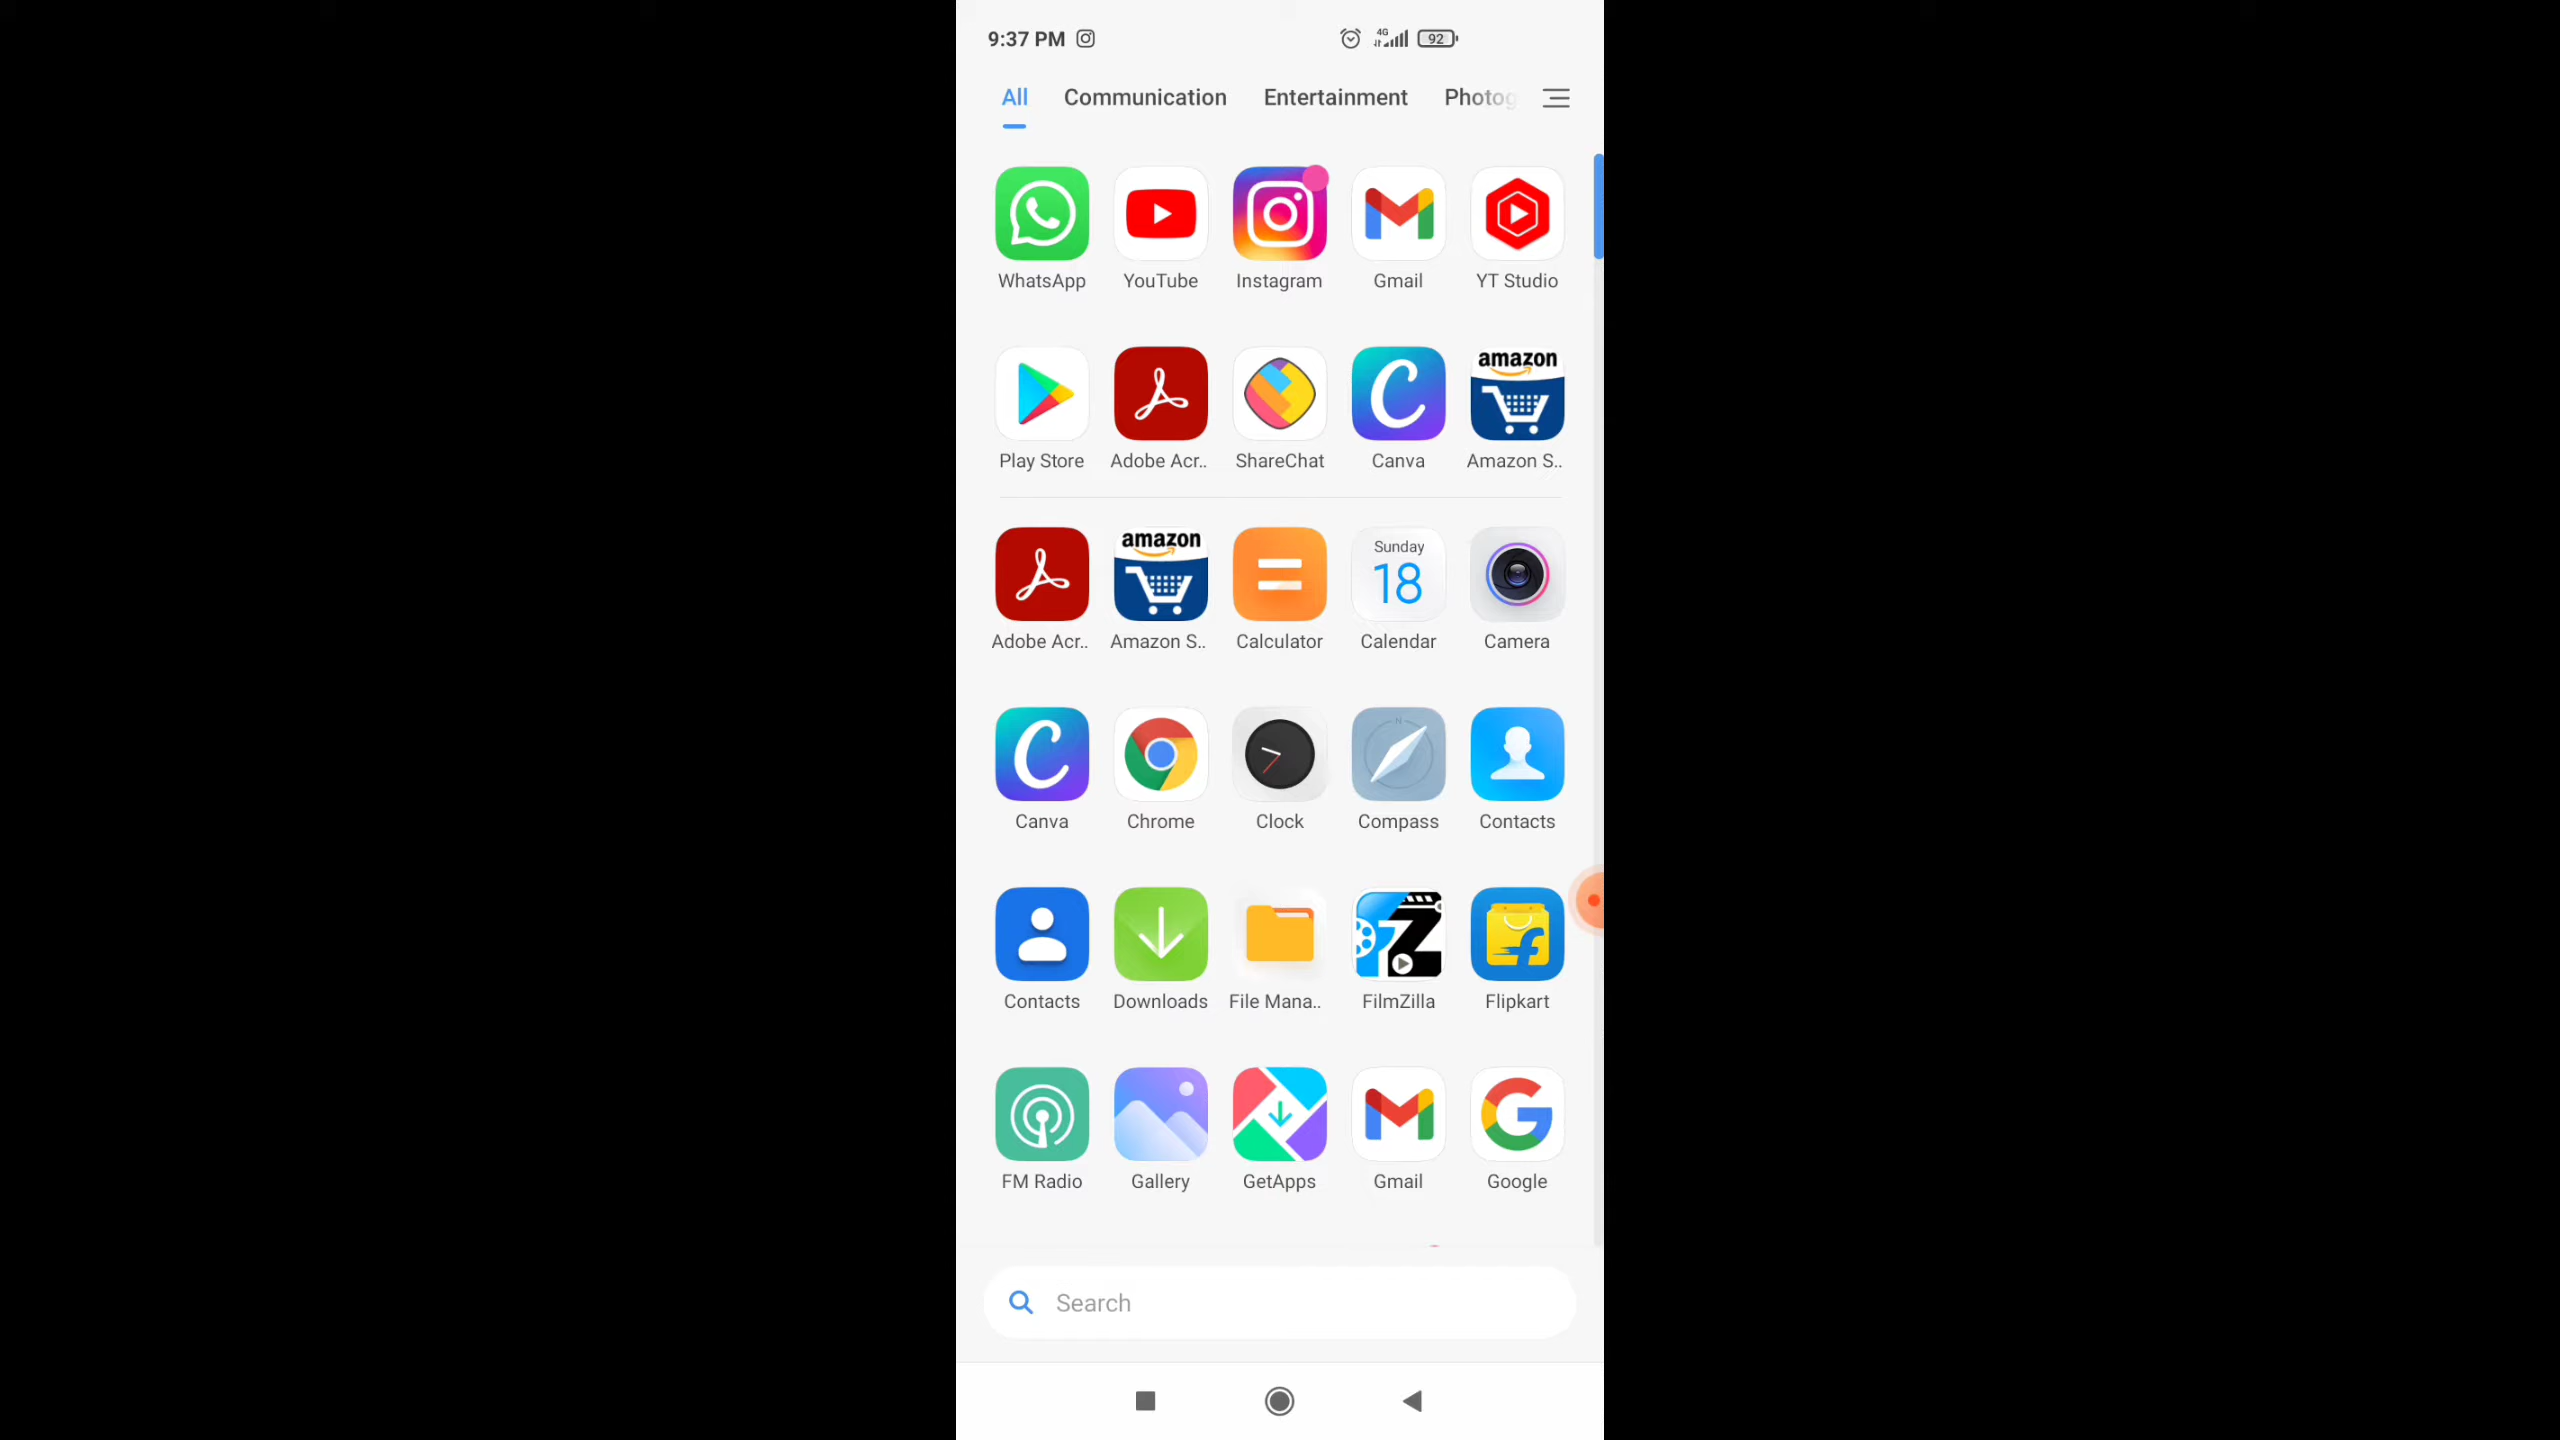 9:37 PM 4G 92
All Communication Entertainment Photog
WhatsApp YouTube Instagram Gmail YT Studio
amazon
Play Store Adobe Acr.. ShareChat Canva Amazon S..
amazon Sunday
18
Adobe Acr.. Amazon S.. Calculator Calendar Camera
N
Canva Chrome Clock Compass Contacts
Contacts Downloads File Mana.. FilmZilla Flipkart
FM Radio Gallery GetApps Gmail Google
Search